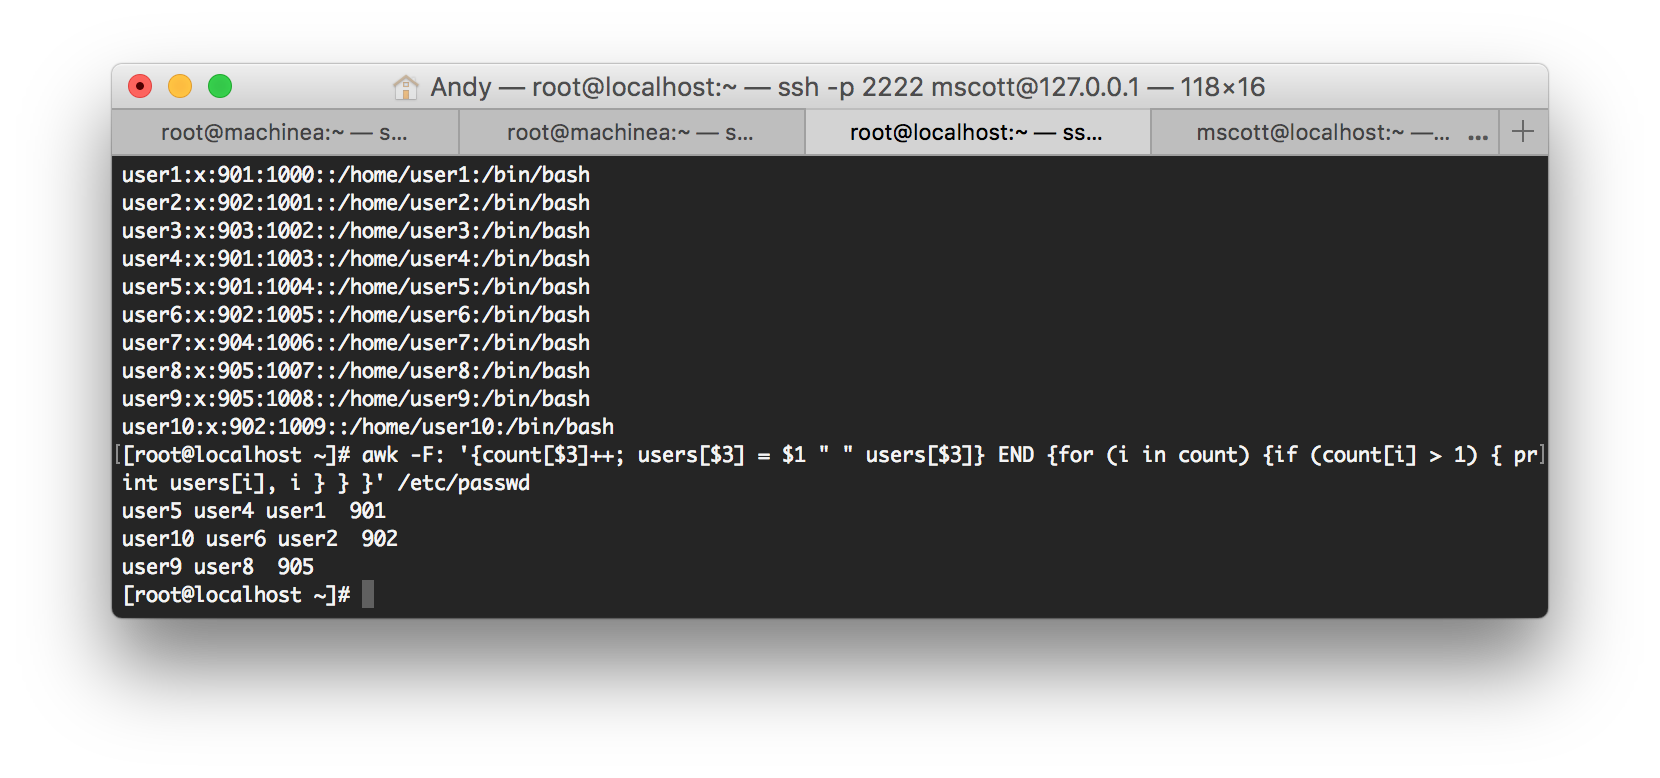 Andy — root@localhost:~ — ssh -p 2222 mscott@127.0.0.1 — 118×16
root@machinea:~ — s... root@machinea:~ — s... root@localhost:~ — ss... mscott@localhost:~ —... ... +
user1:x:901:1000::/home/user1:/bin/bash
user2:x:902:1001::/home/user2:/bin/bash
user3:x:903:1002::/home/user3:/bin/bash
user4:x:901:1003::/home/user4:/bin/bash
user5:x:901:1004::/home/user5:/bin/bash
user6:x:902:1005::/home/user6:/bin/bash
user7:x:904:1006::/home/user7:/bin/bash
user8:x:905:1007::/home/user8:/bin/bash
user9:x:905:1008::/home/user9:/bin/bash
user10:x:902:1009::/home/user10:/bin/bash
[[root@localhost ~]# awk -F: '{count[$3]++; users[$3] = $1 " " users[$3]} END {for (i in count) {if (count[i] > 1) { pr]
int users[i], i } } }' /etc/passwd
user5 user4 user1  901
user10 user6 user2  902
user9 user8  905
[root@localhost ~]#